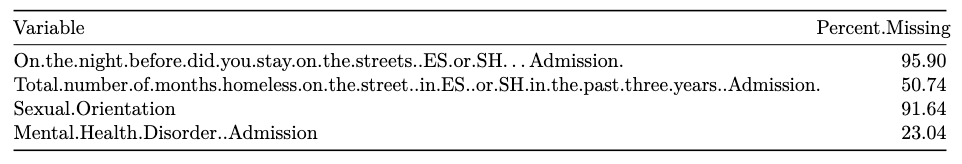 Variable Percent.Missing
On.the.night.before.did.you.stay.on.the.streets..ES.or.SH. . . Admission. 95.90
Total.number.of.months.homeless.on.the.street..in.ES..or.SH.in.the.past.three.years..Admission. 50.74
Sexual.Orientation 91.64
Mental.Health.Disorder..Admission 23.04